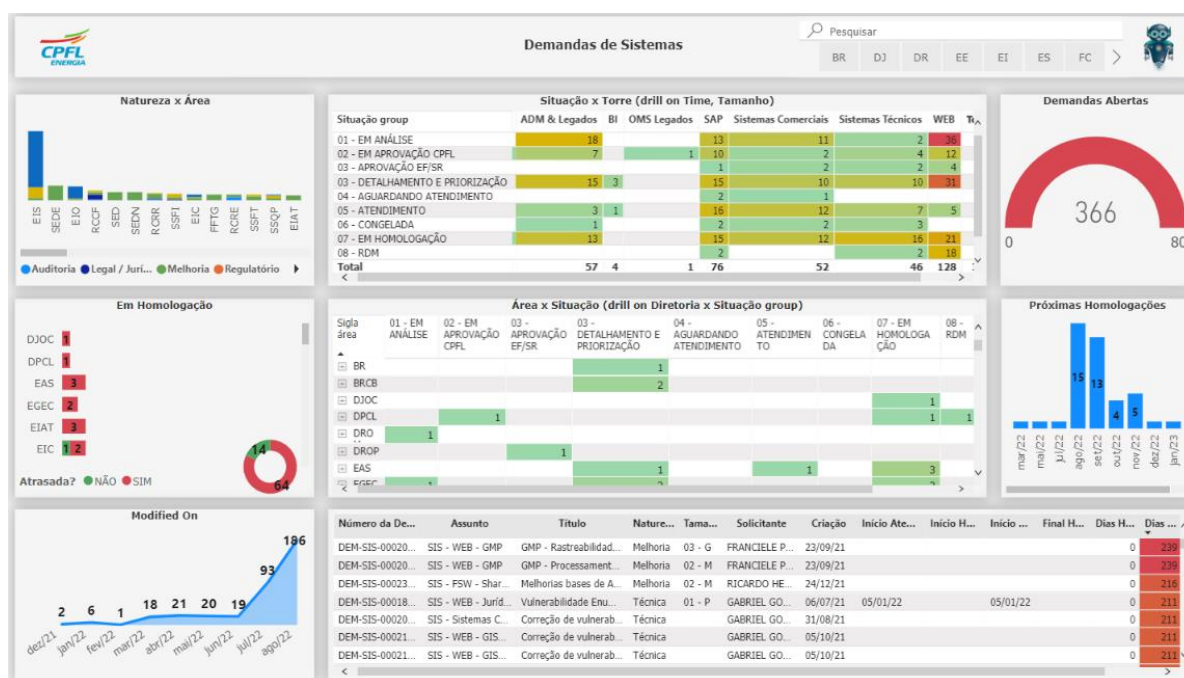 CPFL
ENERGIA
Demandas de Sistemas
Pesquisar
BR DJ DR EE EI ES FC
Natureza x Área
EIS SEDE EIO RCCF SED SEDN RCRR SSFI EIC FFTG RCRE SSFT SSQP EIAT
Auditoria Legal / Jurí... Melhoria Regulatório
Situação x Torre (drill on Time, Tamanho)
Situação group ADM & Legados BI OMS Legados SAP Sistemas Comerciais Sistemas Técnicos WEB
01 - EM ANÁLISE 18 13 11 2 36
02 - EM APROVAÇÃO CPFL 7 1 10 2 4 12
03 - APROVAÇÃO EF/SR 1 2 2 4
03 - DETALHAMENTO E PRIORIZAÇÃO 15 3 15 10 10 31
04 - AGUARDANDO ATENDIMENTO 2 1
05 - ATENDIMENTO 3 1 16 12 7 5
06 - CONGELADA 1 2 2 3
07 - EM HOMOLOGAÇÃO 13 15 12 16 21
08 - RDM 2 2 18
Total 57 4 1 76 52 46 128
Demandas Abertas
366
0 80
Em Homologação
DJOC 1
DPCL 1
EAS 3
EGEC 2
EIAT 3
EIC 1 2
14
64
Atrasada? NÃO SIM
Área x Situação (drill on Diretoria x Situação group)
Sigla área 01 - EM ANÁLISE 02 - EM APROVAÇÃO CPFL 03 - APROVAÇÃO EF/SR 03 - DETALHAMENTO E PRIORIZAÇÃO 04 - AGUARDANDO ATENDIMENTO 05 - ATENDIMEN TO 06 - CONGELA DA 07 - EM HOMOLOGA ÇÃO 08 - RDM
BR 1
BRCB 2
DJOC 1
DPCL 1 1 1
DRO 1
DROP 1
EAS 1 1 3
EGEC 1
Próximas Homologações
15 13 4 5
mar/22 mai/22 jul/22 ago/22 set/22 out/22 nov/22 dez/22 jan/23
Modified On
2 6 1 18 21 20 19 93 186
dez/21 jan/22 fev/22 mar/22 abr/22 mai/22 jun/22 jul/22 ago/22
Número da De... Assunto Título Nature... Tama... Solicitante Criação Início Ate... Início H... Início ... Final H... Dias H... Dias ...
DEM-SIS-00020... SIS - WEB - GMP GMP - Rastreabilidad... Melhoria 03 - G FRANCIELE P... 23/09/21 0 239
DEM-SIS-00020... SIS - WEB - GMP GMP - Processament... Melhoria 02 - M FRANCIELE P... 23/09/21 0 239
DEM-SIS-00023... SIS - FSW - Shar... Melhorias bases de A... Melhoria 02 - M RICARDO HE... 24/12/21 0 216
DEM-SIS-00018... SIS - WEB - Juríd... Vulnerabilidade Enu... Técnica 01 - P GABRIEL GO... 06/07/21 05/01/22 05/01/22 0 211
DEM-SIS-00020... SIS - Sistemas C... Correção de vulnerab... Técnica GABRIEL GO... 31/08/21 0 211
DEM-SIS-00021... SIS - WEB - GIS... Correção de vulnerab... Técnica GABRIEL GO... 05/10/21 0 211
DEM-SIS-00021... SIS - WEB - GIS... Correção de vulnerab... Técnica GABRIEL GO... 05/10/21 0 211